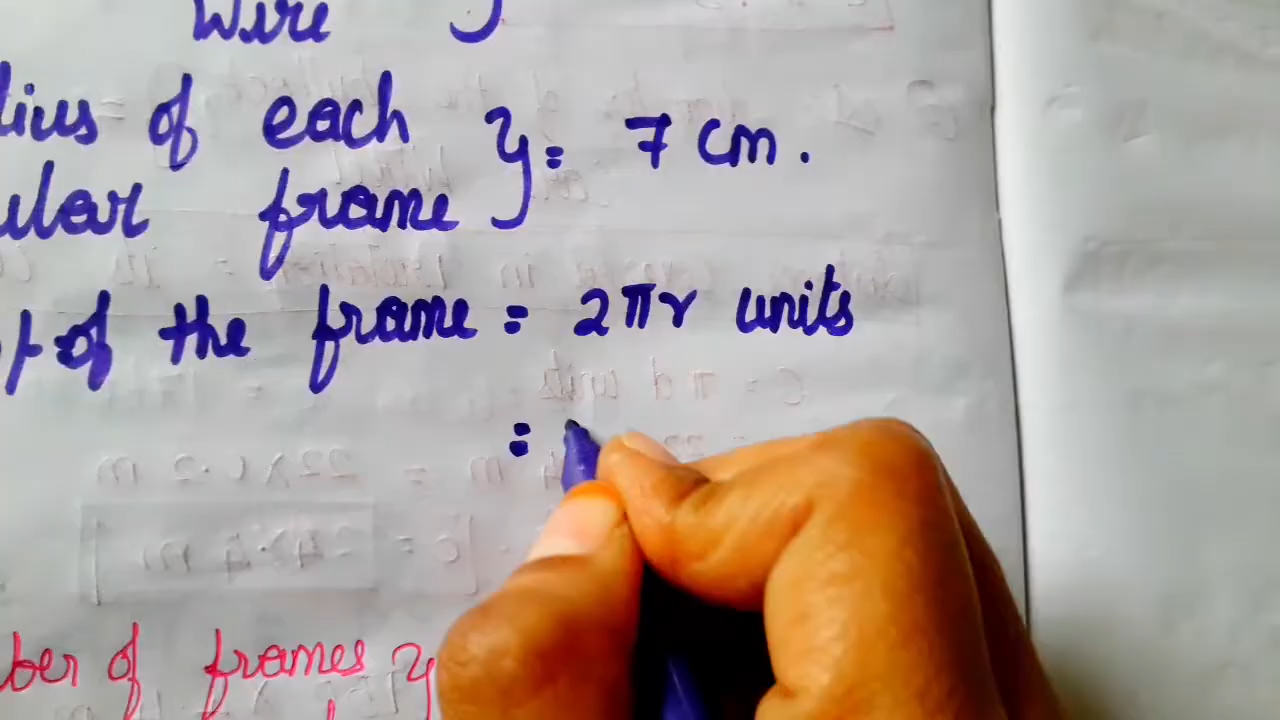 wire }
dius of each } = 7 cm.
ular frame
of the frame = 2πr units
=
ber of frames }